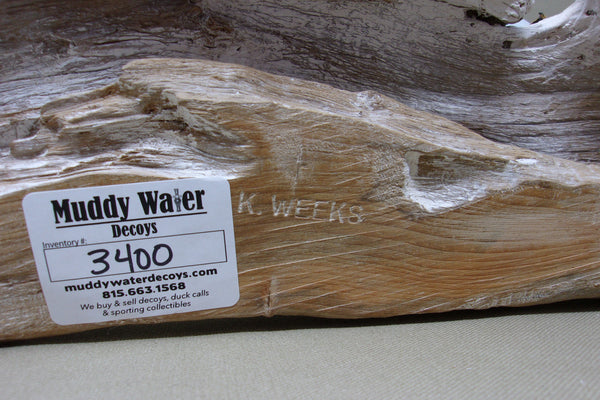 K. WEEKS
Muddy Water
Decoys
Inventory #:
3400
muddywaterdecoys.com
815.663.1568
We buy & sell decoys, duck calls
& sporting collectibles